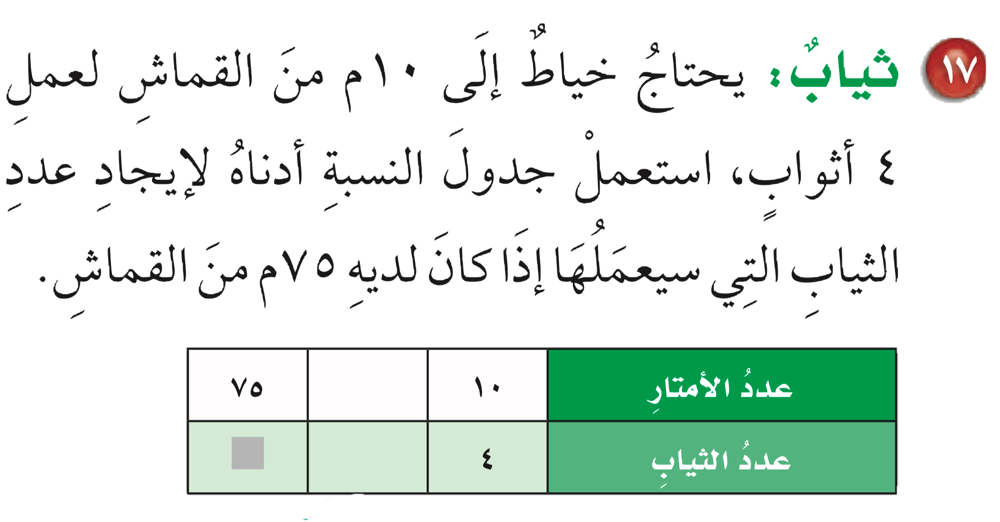 ١٧ ثيابٌ: يحتاجُ خياطٌ إلَى ١٠م منَ القماشِ لعملِ
٤ أثوابٍ، استعملْ جدولَ النسبةِ أدناهُ لإيجادِ عددِ
الثيابِ التِي سيعمَلُهَا إذَا كانَ لديهِ ٧٥م منَ القماشِ.
عددُ الأمتارِ ١٠ ٧٥
عددُ الثيابِ ٤